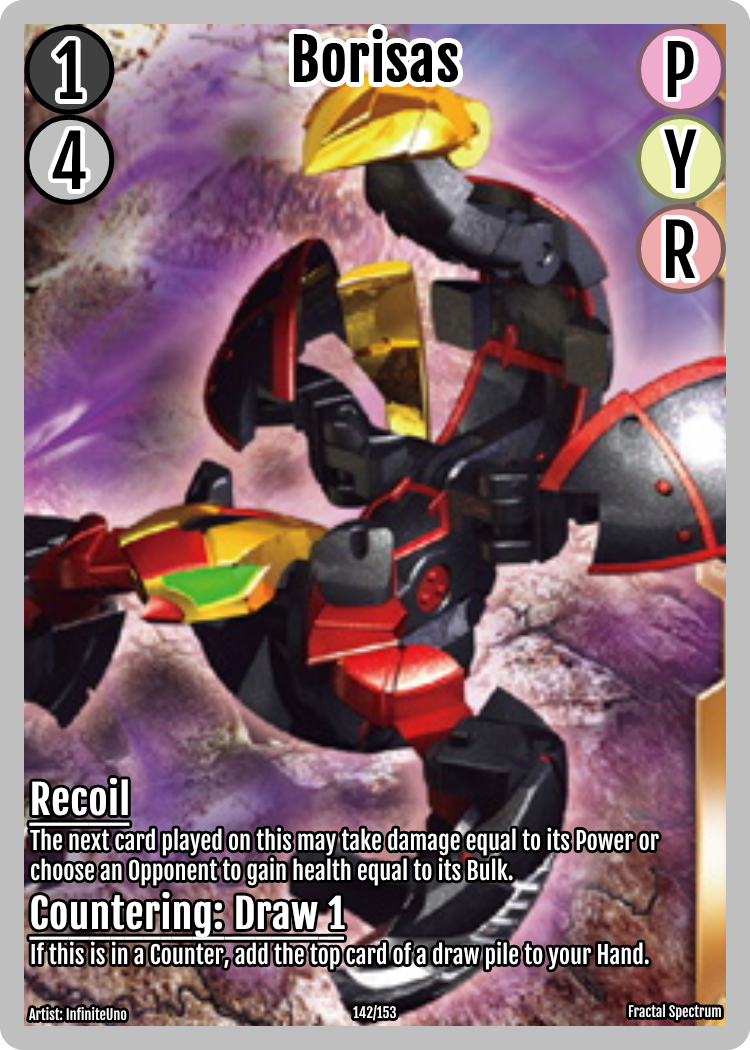 Borisas
1
4
P
Y
R
Recoil
The next card played on this may take damage equal to its Power or
choose an Opponent to gain health equal to its Bulk.
Countering: Draw 1
If this is in a Counter, add the top card of a draw pile to your Hand.
Artist: InfiniteUno
142/153
Fractal Spectrum